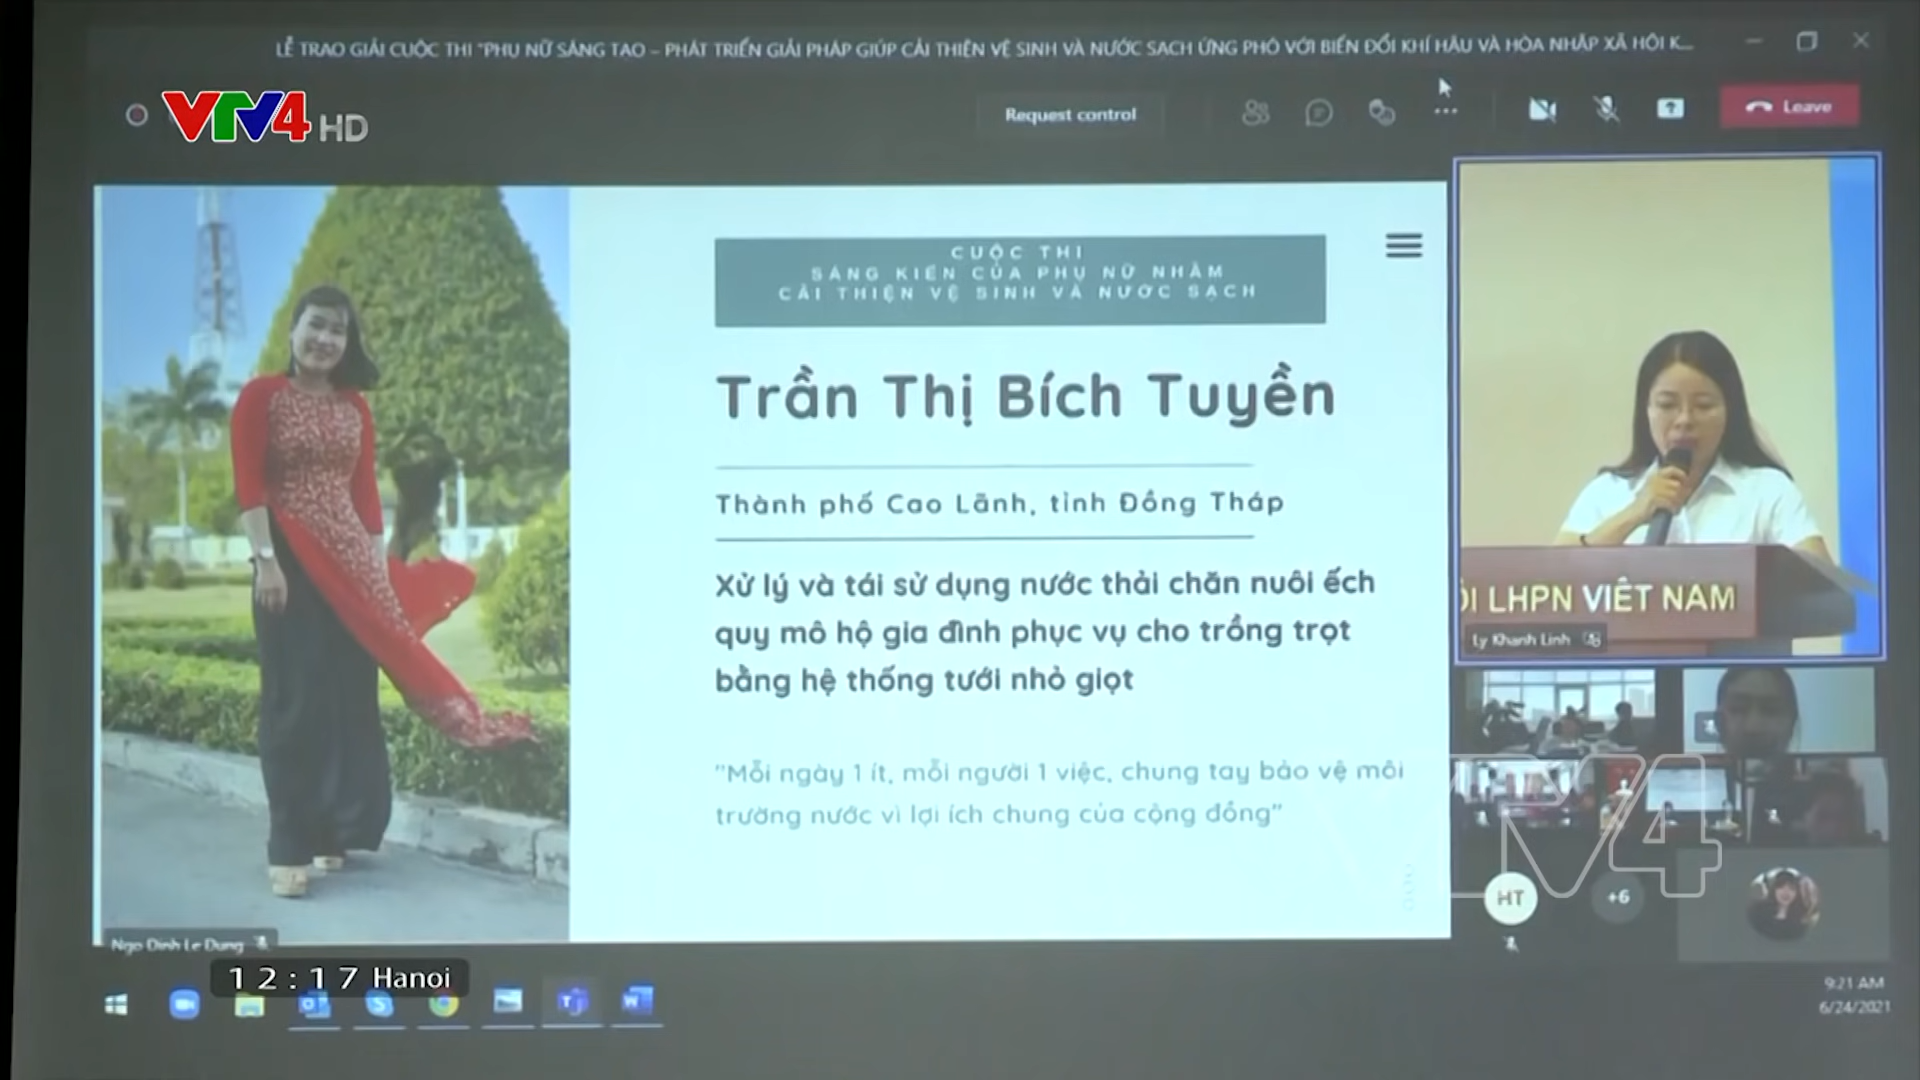 LỄ TRAO GIẢI CUỘC THI "PHỤ NỮ SÁNG TẠO – PHÁT TRIỂN GIẢI PHÁP GIÚP CẢI THIỆN VỆ SINH VÀ NƯỚC SẠCH ỨNG PHÓ VỚI BIẾN ĐỔI KHÍ HẬU VÀ HÒA NHẬP XÃ HỘI K...
VTV4 HD
Request control
Leave
CUỘC THI
SÁNG KIẾN CỦA PHỤ NỮ NHẰM
CẢI THIỆN VỆ SINH VÀ NƯỚC SẠCH
Trần Thị Bích Tuyền
Thành phố Cao Lãnh, tỉnh Đồng Tháp
Xử lý và tái sử dụng nước thải chăn nuôi ếch
quy mô hộ gia đình phục vụ cho trồng trọt
bằng hệ thống tưới nhỏ giọt
"Mỗi ngày 1 ít, mỗi người 1 việc, chung tay bảo vệ môi
trường nước vì lợi ích chung của cộng đồng"
LHPN VIỆT NAM
Ly Khanh Linh
VTV4
HT
+6
Ngo Dinh Le Dung
12:17 Hanoi
9:21 AM
6/24/2021